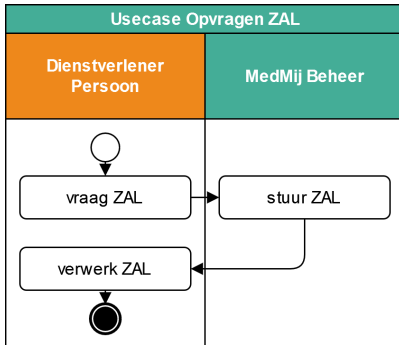 Usecase Opvragen ZAL
Dienstverlener
Persoon
MedMij Beheer
vraag ZAL
stuur ZAL
verwerk ZAL